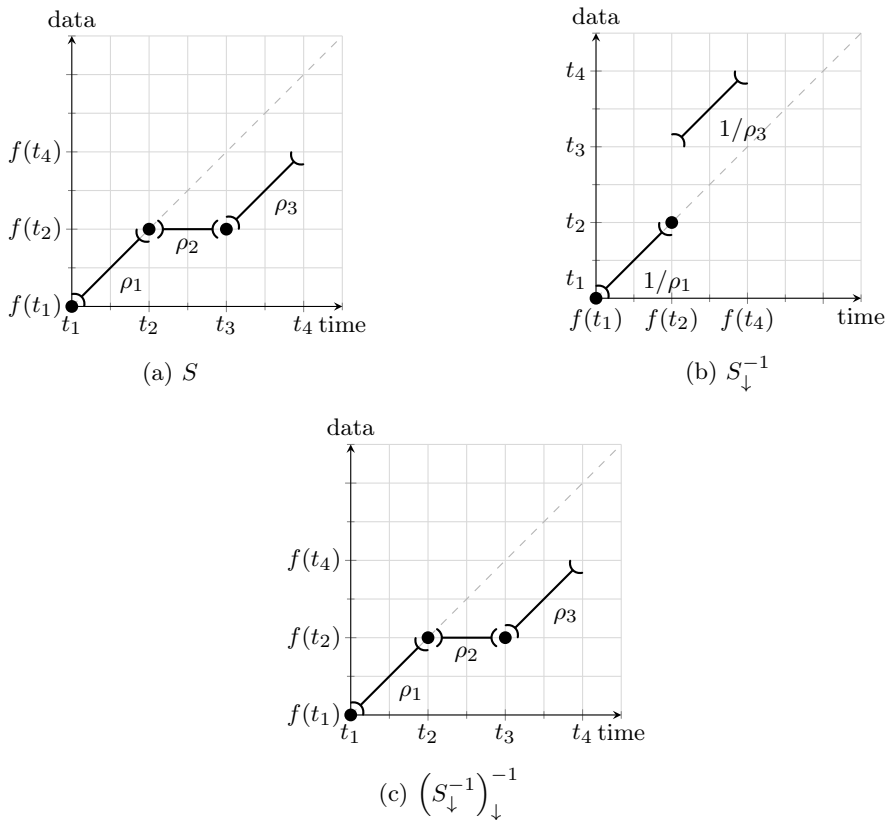 data
f(t₄)
f(t₂)
f(t₁)
ρ₁
ρ₂
ρ₃
t₁ t₂ t₃ t₄ time
(a) S
data
t₄
t₃
t₂
t₁
1/ρ₃
1/ρ₁
f(t₁) f(t₂) f(t₄) time
(b) S↓⁻¹
data
f(t₄)
f(t₂)
f(t₁)
ρ₁
ρ₂
ρ₃
t₁ t₂ t₃ t₄ time
(c) (S↓⁻¹)↓⁻¹